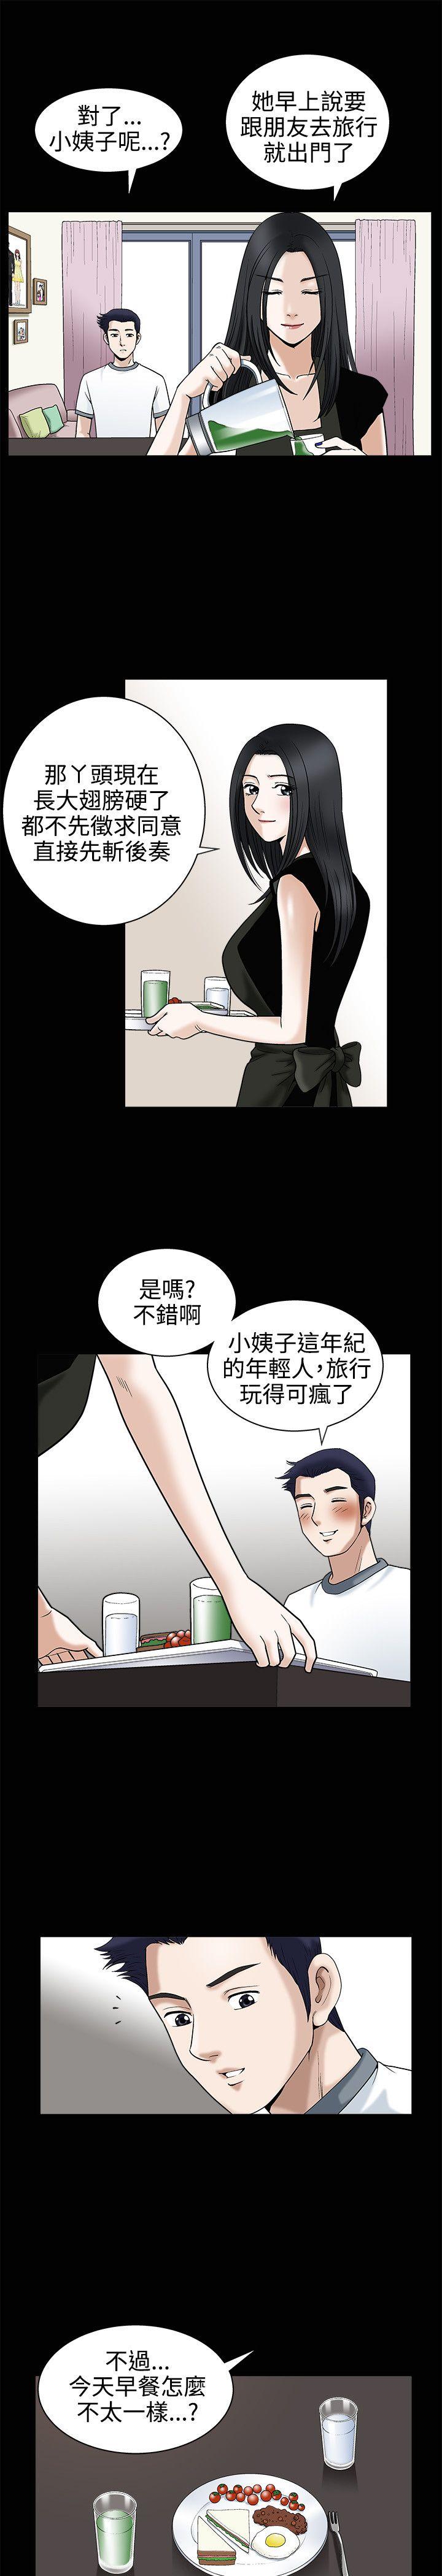 對了...
小姨子呢...?
她早上說要
跟朋友去旅行
就出門了
那丫頭現在
長大翅膀硬了
都不先徵求同意
直接先斬後奏
是嗎?
不錯啊
小姨子這年紀
的年輕人,旅行
玩得可瘋了
不過...
今天早餐怎麼
不太一樣...?